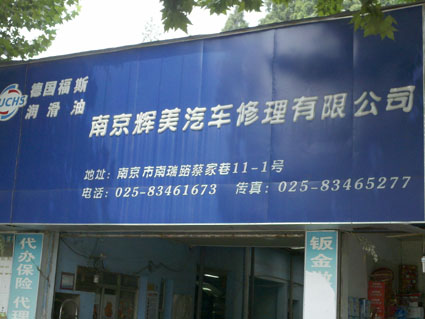 UCHS
德国福斯
润滑油
南京辉美汽车修理有限公司
地址：南京市南瑞路蔡家巷11-1号
电话：025-83461673 传真：025-83465277
代办保险 代理
钣金